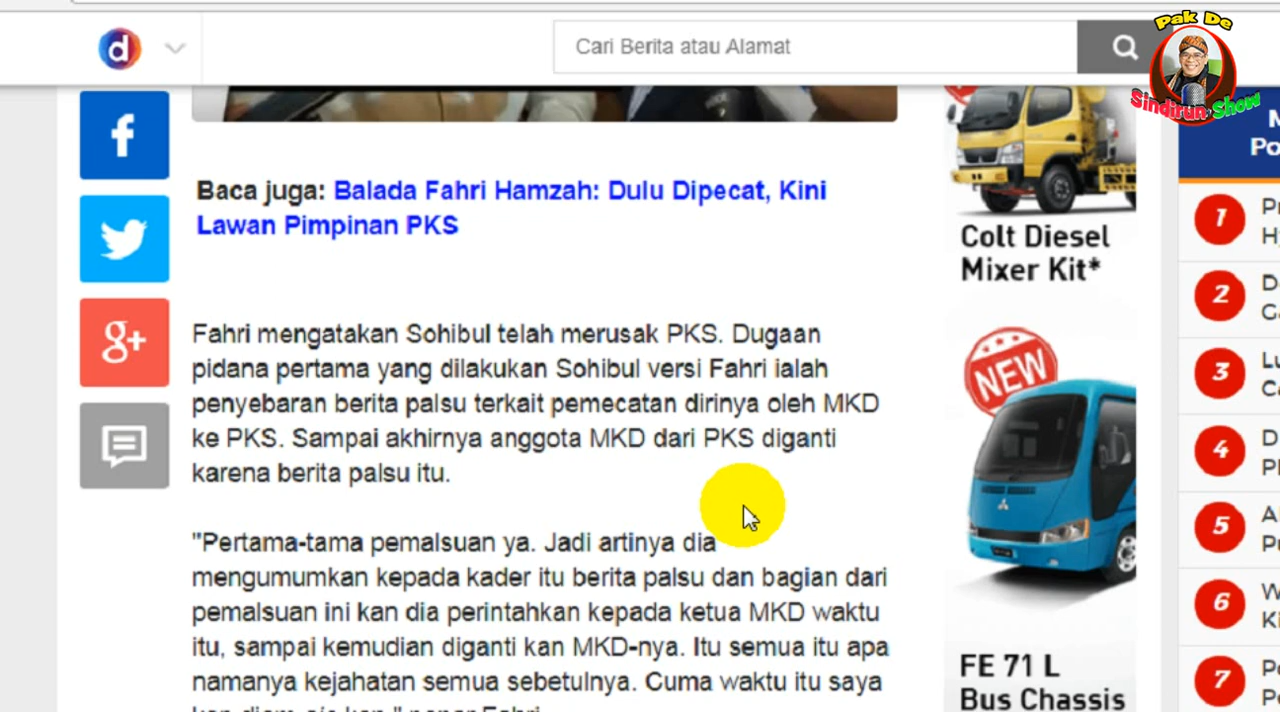 Pak De
Sindirun Show
d
Cari Berita atau Alamat
f
g+
Baca juga: Balada Fahri Hamzah: Dulu Dipecat, Kini
Lawan Pimpinan PKS
Fahri mengatakan Sohibul telah merusak PKS. Dugaan
pidana pertama yang dilakukan Sohibul versi Fahri ialah
penyebaran berita palsu terkait pemecatan dirinya oleh MKD
ke PKS. Sampai akhirnya anggota MKD dari PKS diganti
karena berita palsu itu.
"Pertama-tama pemalsuan ya. Jadi artinya dia
mengumumkan kepada kader itu berita palsu dan bagian dari
pemalsuan ini kan dia perintahkan kepada ketua MKD waktu
itu, sampai kemudian diganti kan MKD-nya. Itu semua itu apa
namanya kejahatan semua sebetulnya. Cuma waktu itu saya
Colt Diesel
Mixer Kit*
NEW
FE 71 L
Bus Chassis
1
2
3
4
5
6
7